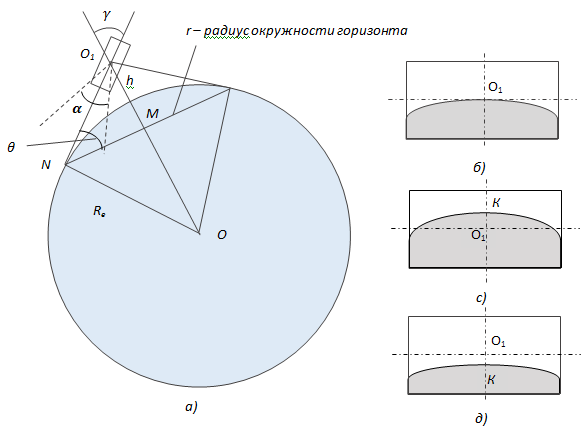 γ
r – радиус окружности горизонта
O₁
h
α
M
θ
N
Rₑ
O
а)
O₁
б)
К
O₁
с)
O₁
К
д)